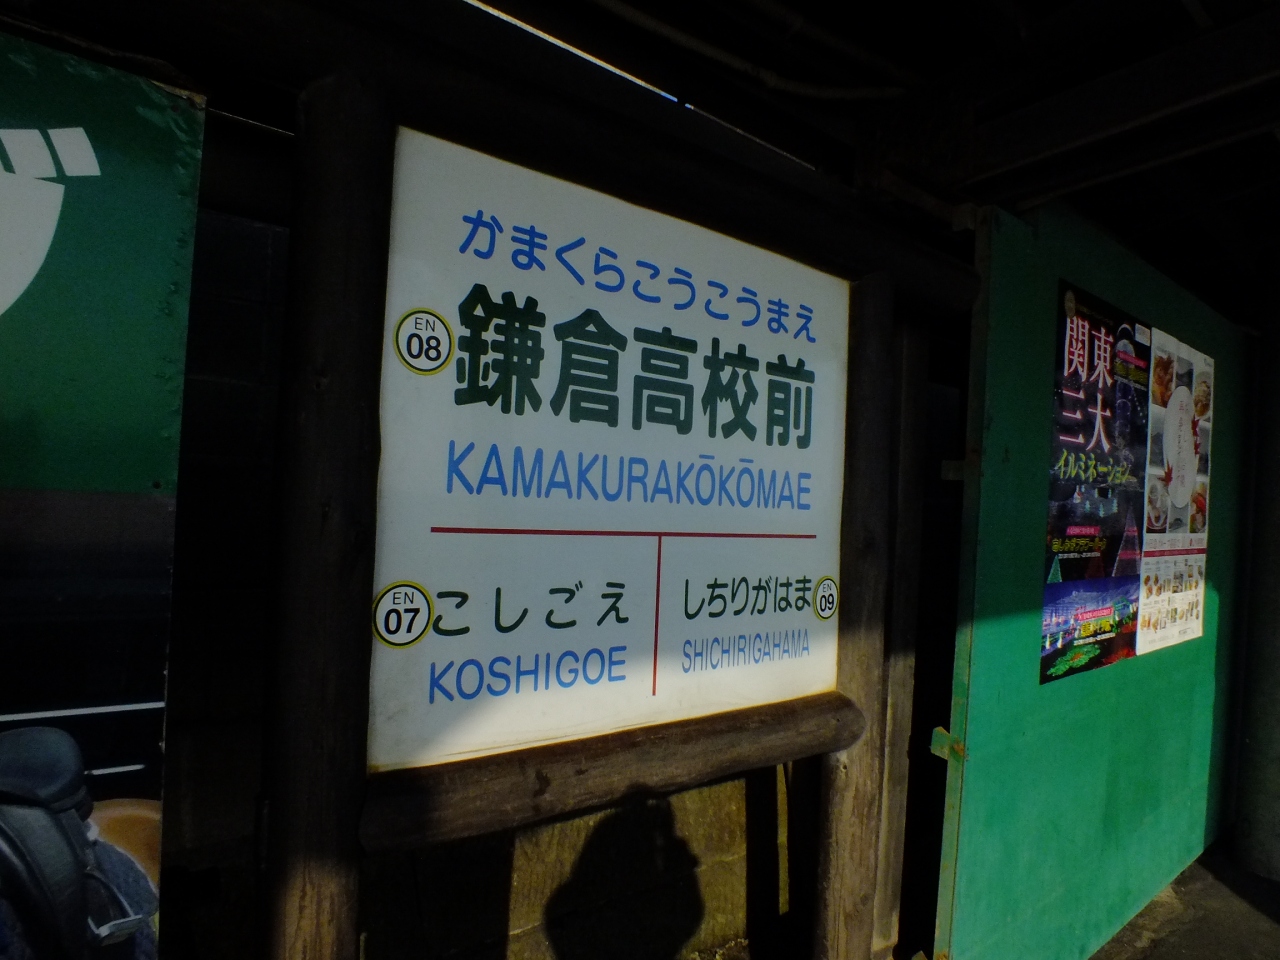 かまくらこうこうまえ
EN
08
鎌倉高校前
KAMAKURAKŌKŌMAE
EN
07
こしごえ
KOSHIGOE
しちりがはま
EN
09
SHICHIRIGAHAMA
関東
三大
イルミネーション